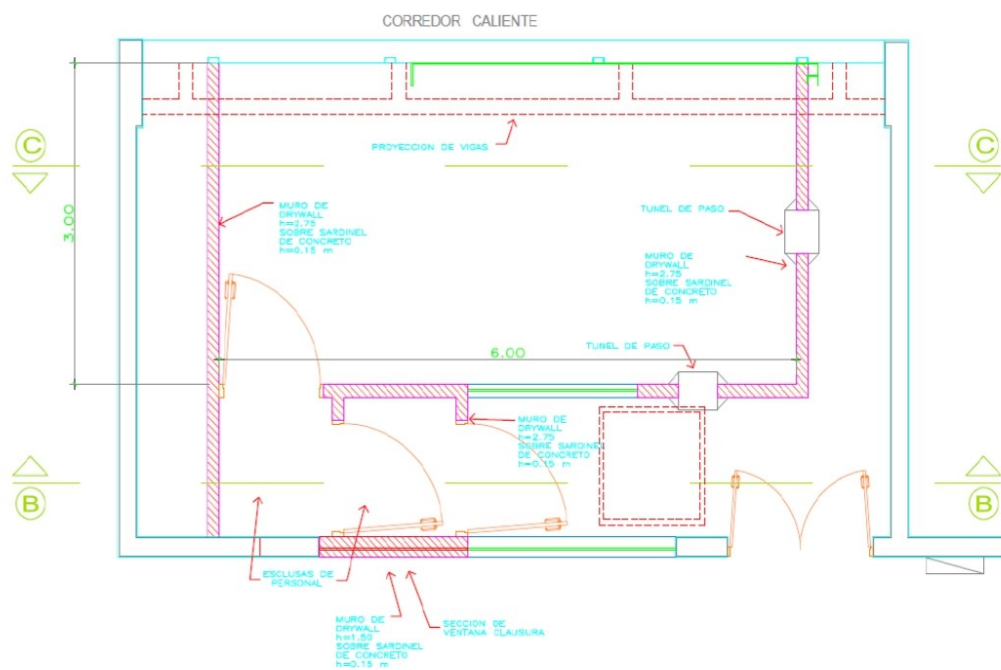 CORREDOR CALIENTE
C
C
PROYECCION DE VIGAS
3.00
MURO DE
DRYWALL
h=2.75
SOBRE SARDINEL
DE CONCRETO
h=0.15 m
TUNEL DE PASO
MURO DE
DRYWALL
h=2.75
SOBRE SARDINEL
DE CONCRETO
h=0.15 m
6.00
TUNEL DE PASO
MURO DE
DRYWALL
h=2.75
SOBRE SARDINEL
DE CONCRETO
h=0.15 m
B
B
ESCLUSAS DE
PERSONAL
MURO DE
DRYWALL
h=1.50
SOBRE SARDINEL
DE CONCRETO
h=0.15 m
SECCION DE
VENTANA CLAUSURA